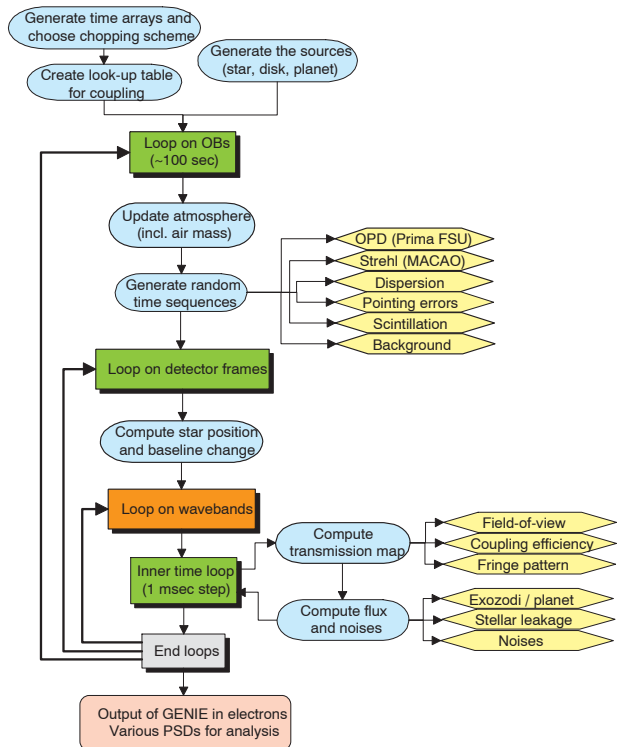 Generate time arrays and
choose chopping scheme
Generate the sources
(star, disk, planet)
Create look-up table
for coupling
Loop on OBs
(~100 sec)
Update atmosphere
(incl. air mass)
Generate random
time sequences
OPD (Prima FSU)
Strehl (MACAO)
Dispersion
Pointing errors
Scintillation
Background
Loop on detector frames
Compute star position
and baseline change
Loop on wavebands
Inner time loop
(1 msec step)
Compute
transmission map
Field-of-view
Coupling efficiency
Fringe pattern
Compute flux
and noises
Exozodi / planet
Stellar leakage
Noises
End loops
Output of GENIE in electrons
Various PSDs for analysis